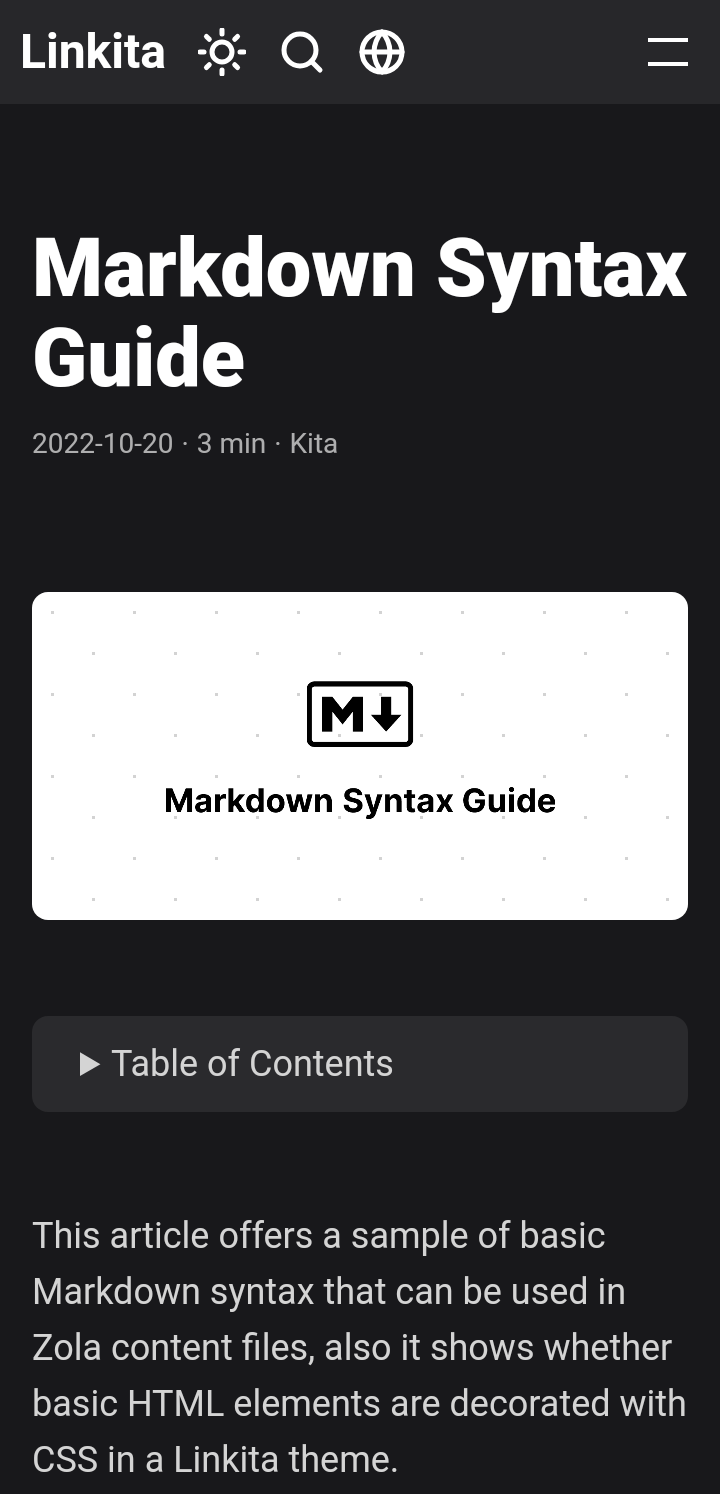 Linkita
Markdown Syntax
Guide
2022-10-20 · 3 min · Kita
M
Markdown Syntax Guide
Table of Contents
This article offers a sample of basic
Markdown syntax that can be used in
Zola content files, also it shows whether
basic HTML elements are decorated with
CSS in a Linkita theme.